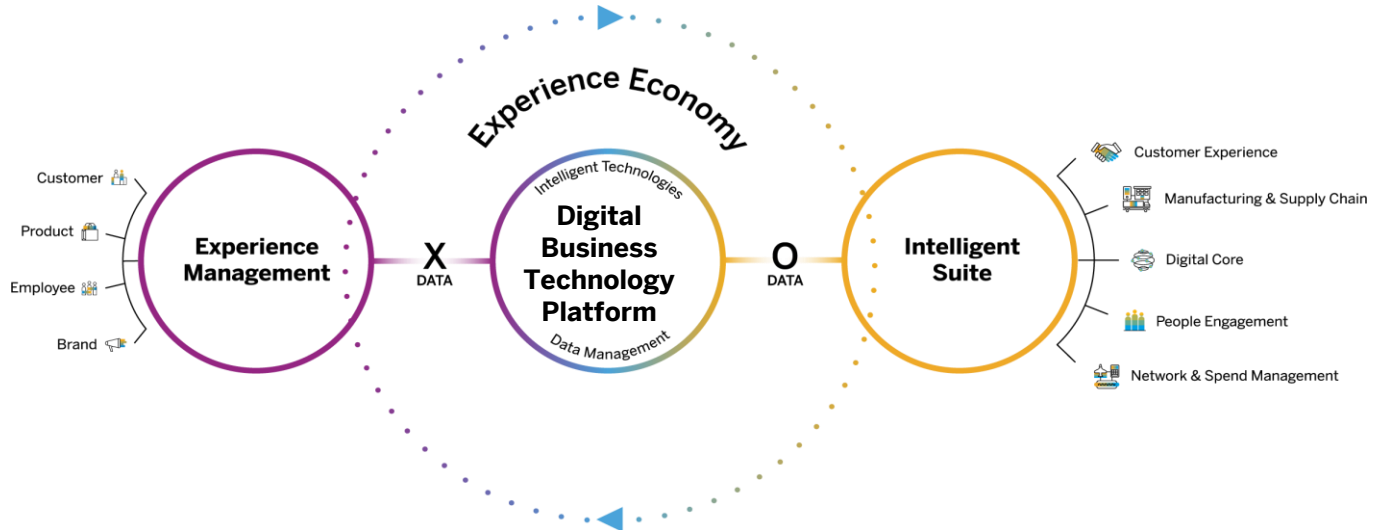 Experience Economy
Customer
Product
Employee
Brand
Experience
Management
X
DATA
Intelligent Technologies
Digital
Business
Technology
Platform
Data Management
O
DATA
Intelligent
Suite
Customer Experience
Manufacturing & Supply Chain
Digital Core
People Engagement
Network & Spend Management